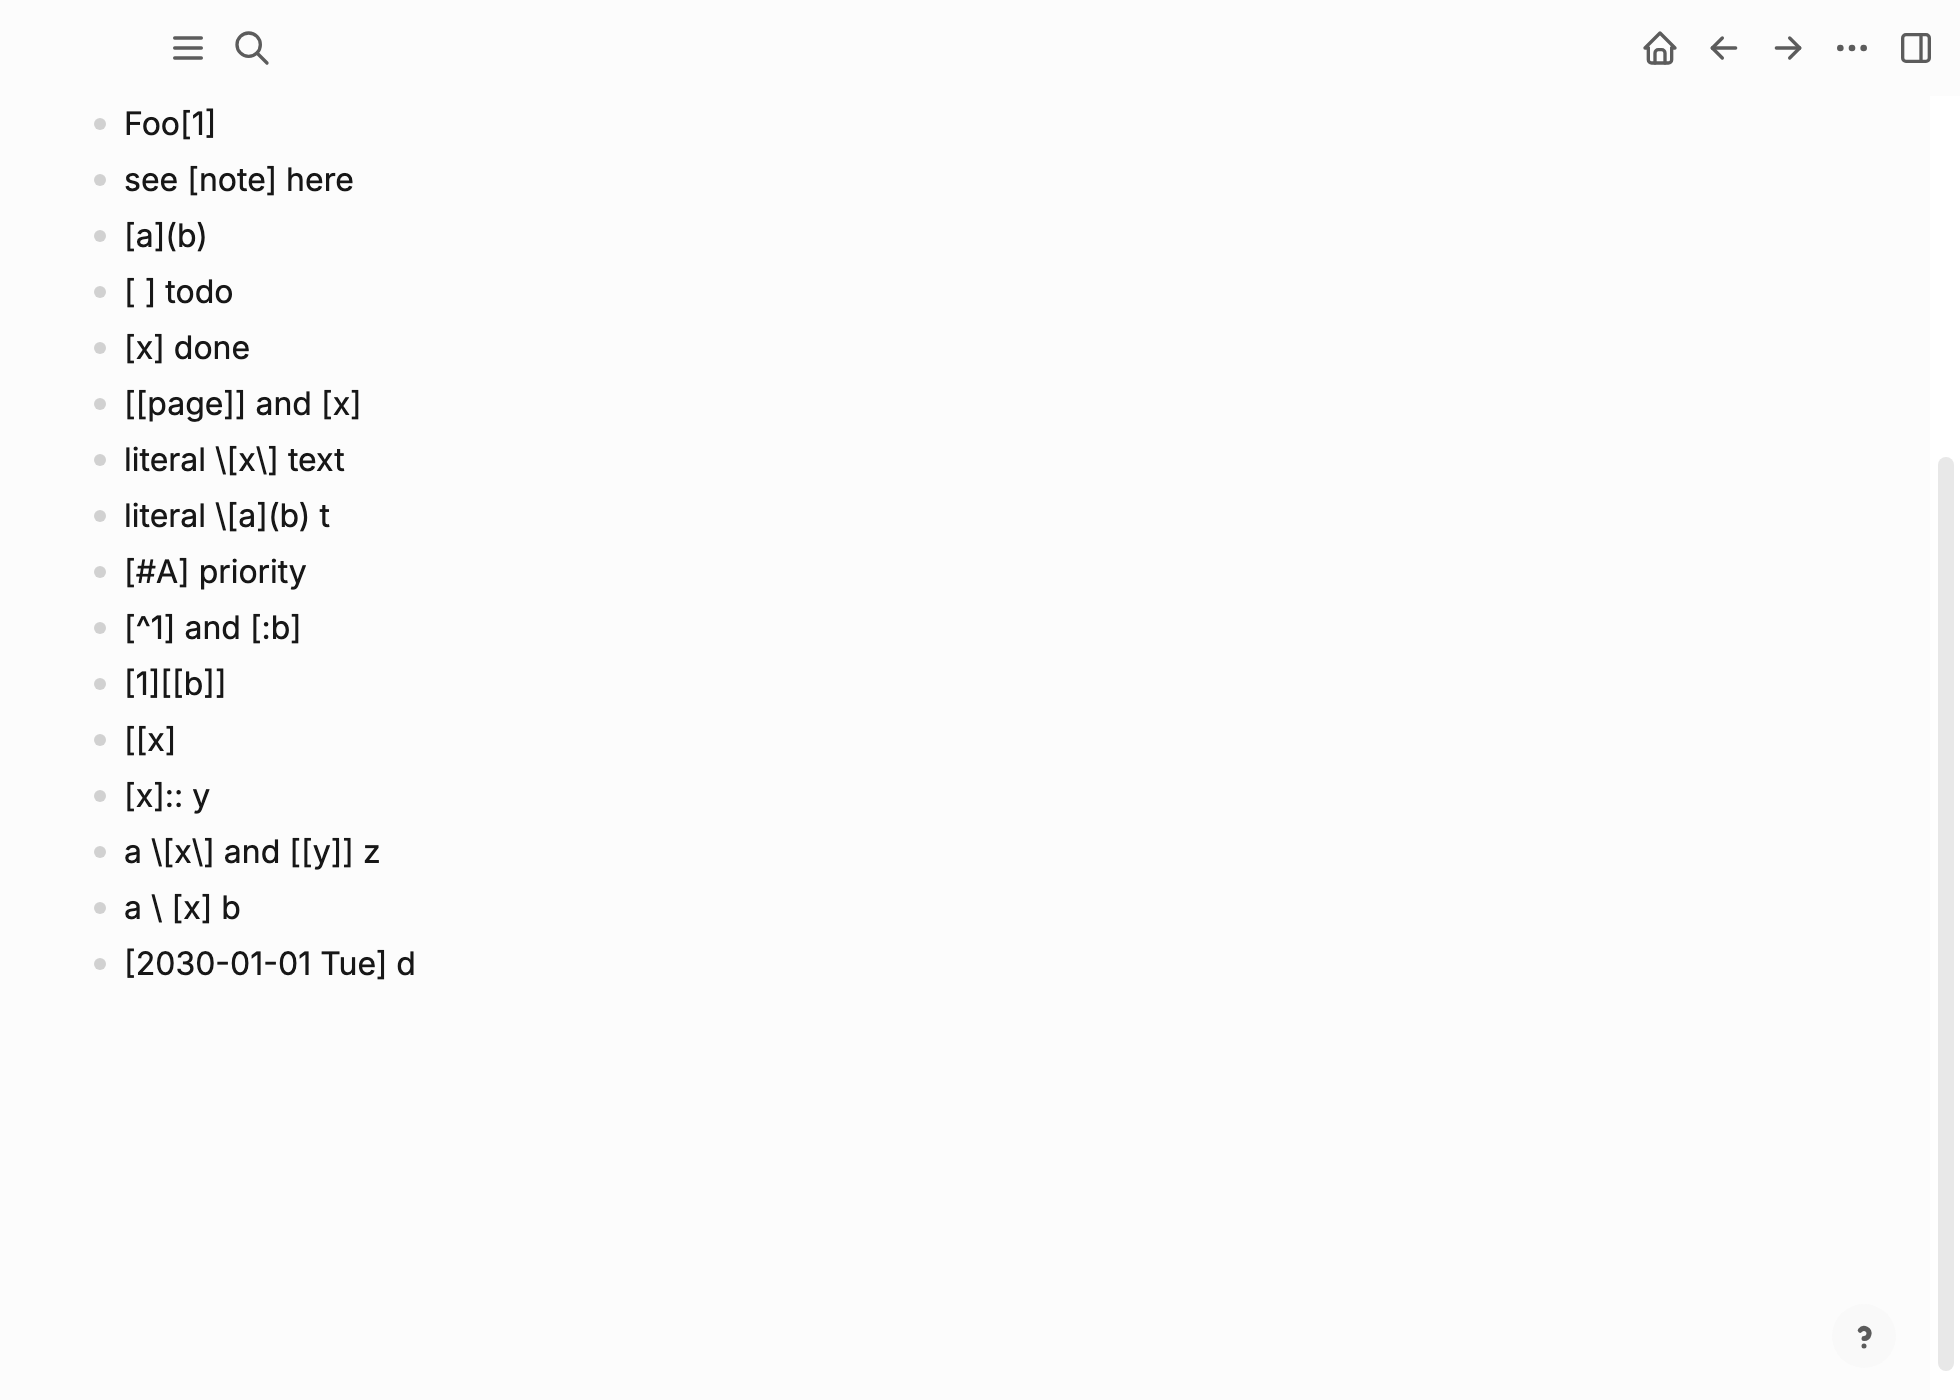 Foo[1]
see [note] here
[a](b)
[ ] todo
[x] done
[[page]] and [x]
literal \[x\] text
literal \[a](b) t
[#A] priority
[^1] and [:b]
[1][[b]]
[[x]
[x]:: y
a \[x\] and [[y]] z
a \ [x] b
[2030-01-01 Tue] d
?